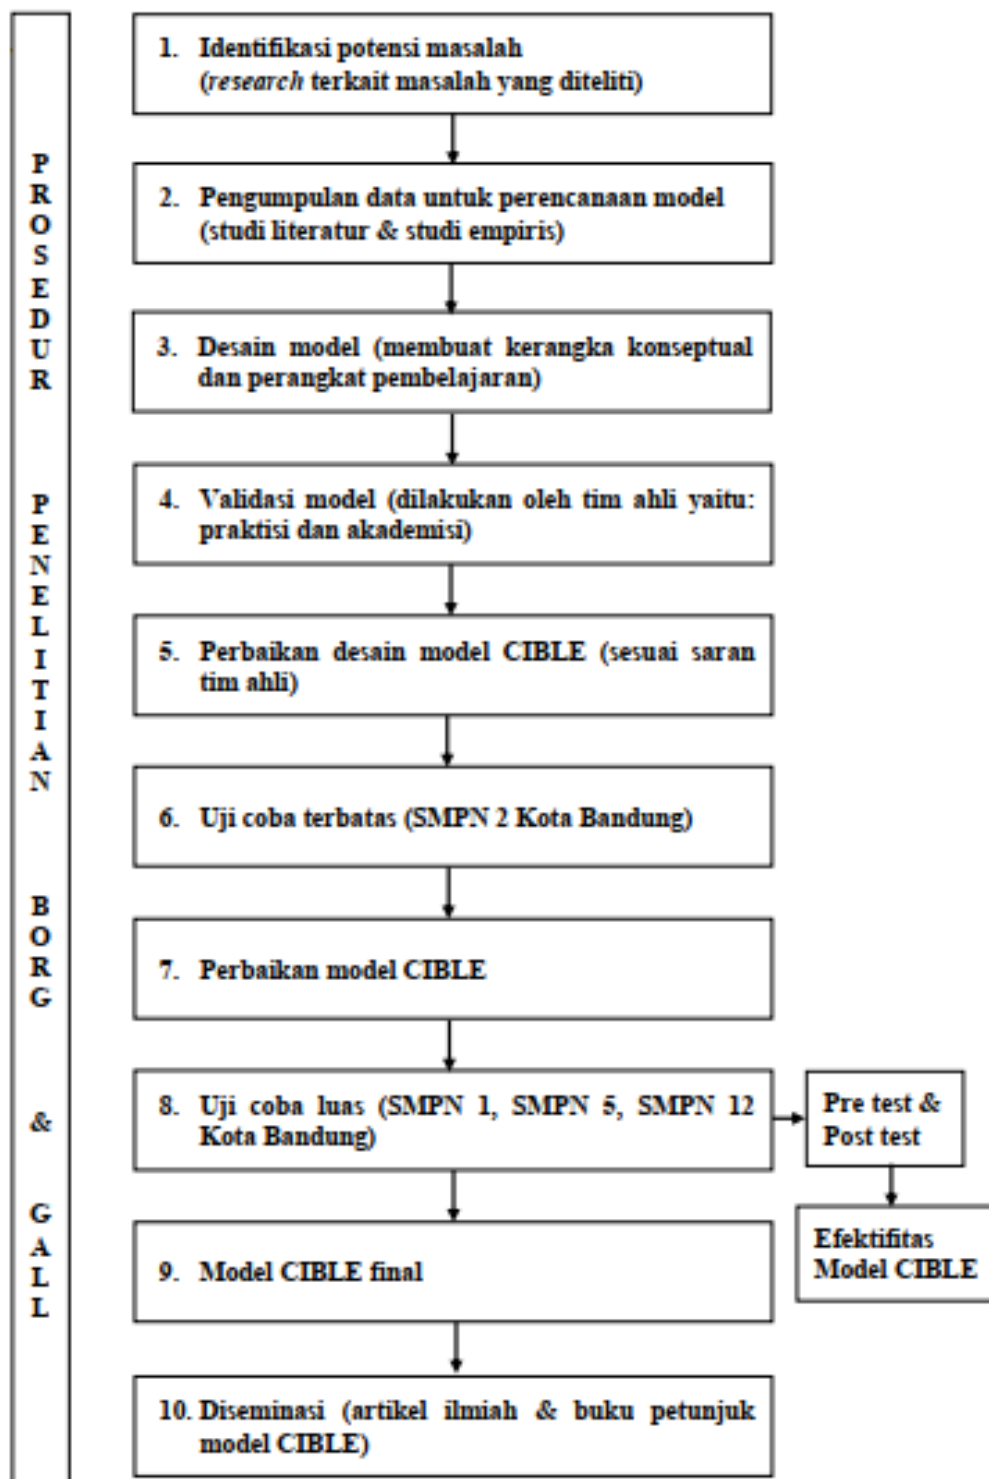 PROSEDUR PENELITIAN BORG & GALL
1. Identifikasi potensi masalah
(research terkait masalah yang diteliti)
2. Pengumpulan data untuk perencanaan model
(studi literatur & studi empiris)
3. Desain model (membuat kerangka konseptual
dan perangkat pembelajaran)
4. Validasi model (dilakukan oleh tim ahli yaitu:
praktisi dan akademisi)
5. Perbaikan desain model CIBLE (sesuai saran
tim ahli)
6. Uji coba terbatas (SMPN 2 Kota Bandung)
7. Perbaikan model CIBLE
8. Uji coba luas (SMPN 1, SMPN 5, SMPN 12
Kota Bandung)
Pre test &
Post test
Efektifitas
Model CIBLE
9. Model CIBLE final
10. Diseminasi (artikel ilmiah & buku petunjuk
model CIBLE)